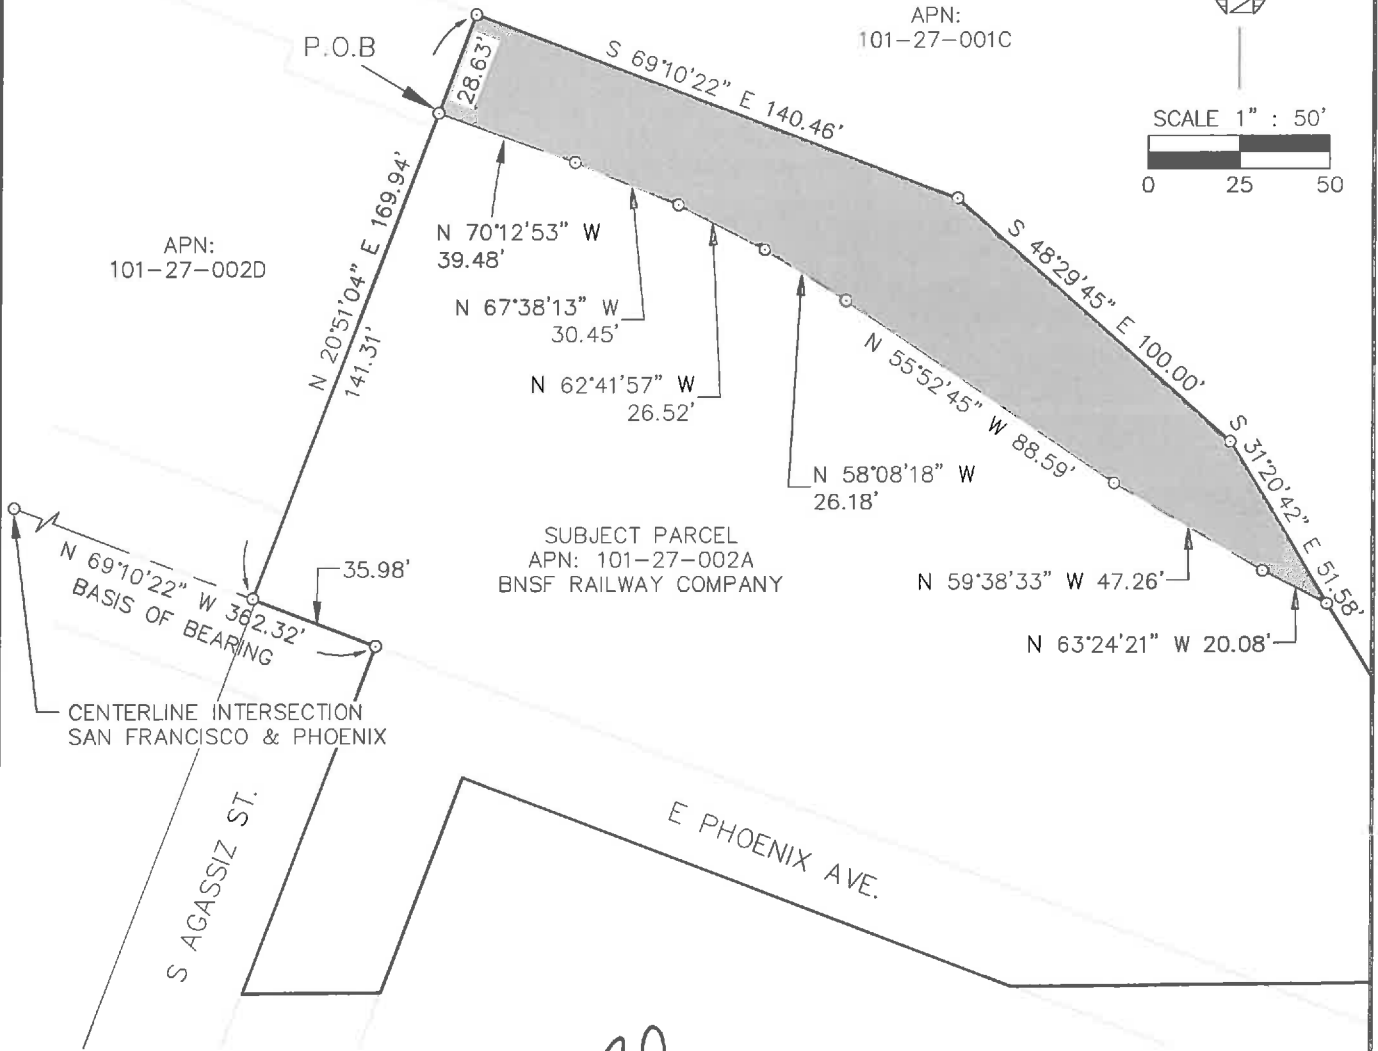 APN:
101-27-001C
P.O.B
28.63'
S 69°10'22" E 140.46'
SCALE 1" : 50'
0 25 50
APN:
101-27-002D
N 20°51'04" E 169.94'
141.31'
N 70°12'53" W
39.48'
N 67°38'13" W
30.45'
N 62°41'57" W
26.52'
N 58°08'18" W
26.18'
N 55°52'45" W 88.59'
S 48°29'45" E 100.00'
S 31°20'42" E 51.58'
N 59°38'33" W 47.26'
N 63°24'21" W 20.08'
SUBJECT PARCEL
APN: 101-27-002A
BNSF RAILWAY COMPANY
35.98'
N 69°10'22" W 362.32'
BASIS OF BEARING
CENTERLINE INTERSECTION
SAN FRANCISCO & PHOENIX
S AGASSIZ ST.
E PHOENIX AVE.